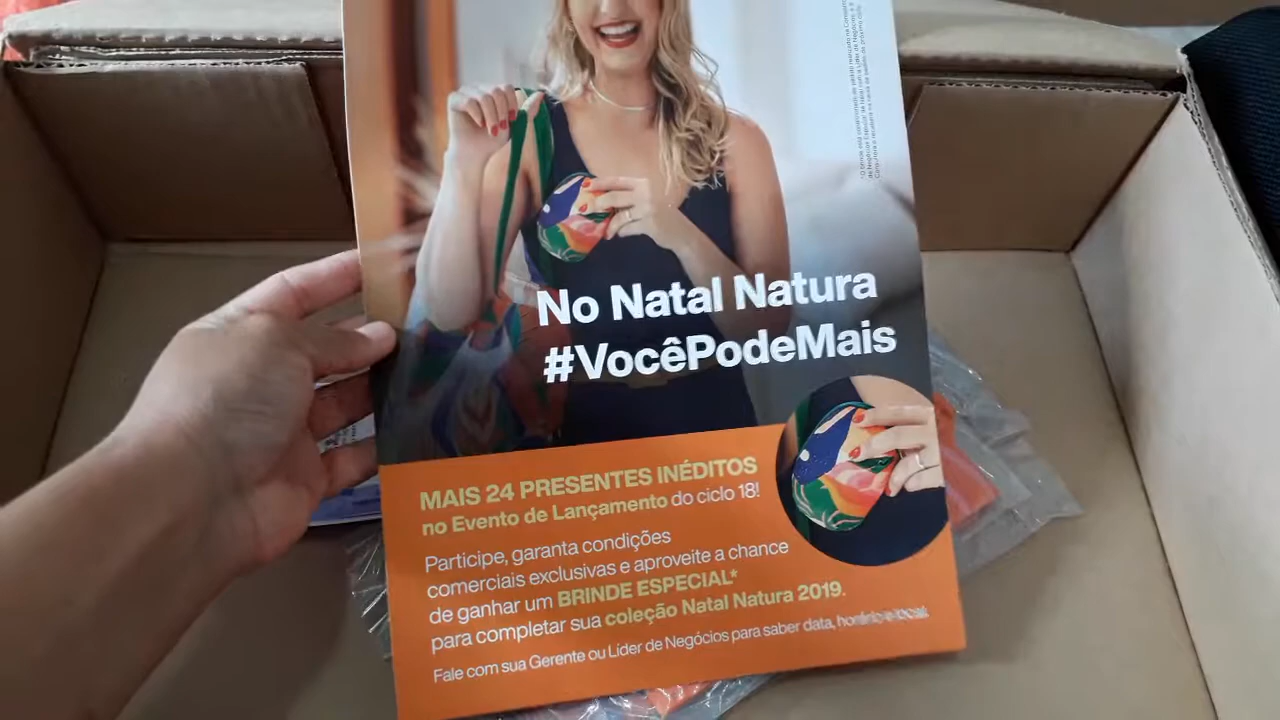 No Natal Natura
#VocêPodeMais
MAIS 24 PRESENTES INÉDITOS
no Evento de Lançamento do ciclo 18!
Participe, garanta condições
comerciais exclusivas e aproveite a chance
de ganhar um BRINDE ESPECIAL*
para completar sua coleção Natal Natura 2019.
Fale com sua Gerente ou Líder de Negócios para saber data, horário e local.